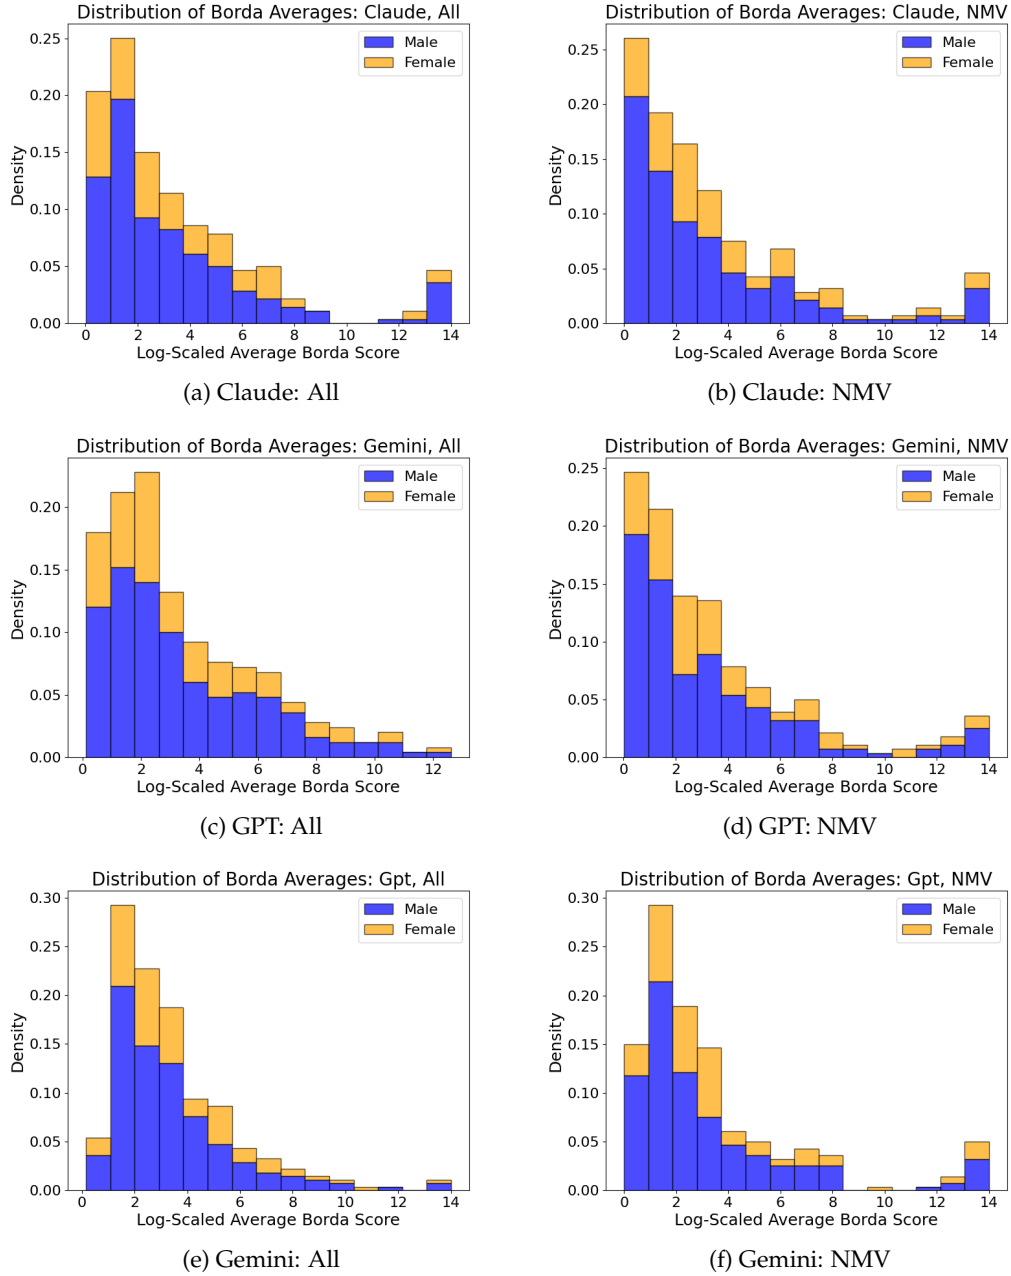 Distribution of Borda Averages: Claude, All
Male
Female
Density
0.25
0.20
0.15
0.10
0.05
0.00
0 2 4 6 8 10 12 14
Log-Scaled Average Borda Score
(a) Claude: All
Distribution of Borda Averages: Claude, NMV
Male
Female
Density
0.25
0.20
0.15
0.10
0.05
0.00
0 2 4 6 8 10 12 14
Log-Scaled Average Borda Score
(b) Claude: NMV
Distribution of Borda Averages: Gemini, All
Male
Female
Density
0.20
0.15
0.10
0.05
0.00
0 2 4 6 8 10 12
Log-Scaled Average Borda Score
(c) GPT: All
Distribution of Borda Averages: Gemini, NMV
Male
Female
Density
0.25
0.20
0.15
0.10
0.05
0.00
0 2 4 6 8 10 12 14
Log-Scaled Average Borda Score
(d) GPT: NMV
Distribution of Borda Averages: Gpt, All
Male
Female
Density
0.30
0.25
0.20
0.15
0.10
0.05
0.00
0 2 4 6 8 10 12 14
Log-Scaled Average Borda Score
(e) Gemini: All
Distribution of Borda Averages: Gpt, NMV
Male
Female
Density
0.30
0.25
0.20
0.15
0.10
0.05
0.00
0 2 4 6 8 10 12 14
Log-Scaled Average Borda Score
(f) Gemini: NMV